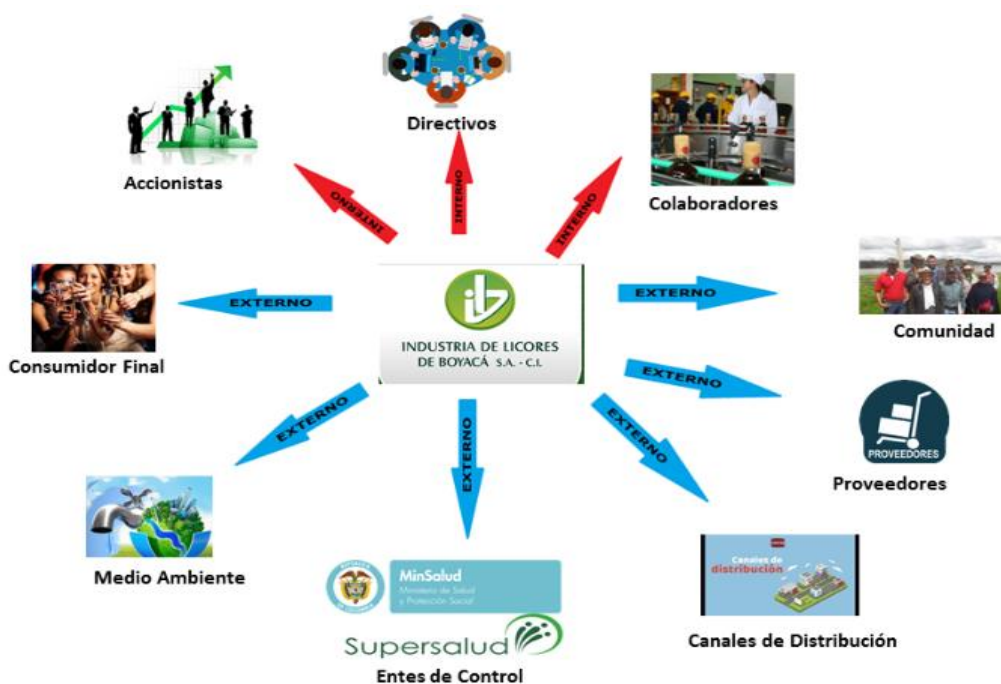 Directivos
Accionistas
Colaboradores
INTERNO
INTERNO
INTERNO
EXTERNO
EXTERNO
INDUSTRIA DE LICORES
DE BOYACÁ S.A. - C.I.
Comunidad
Consumidor Final
EXTERNO
EXTERNO
EXTERNO
EXTERNO
PROVEEDORES
Proveedores
Medio Ambiente
MinSalud
Ministerio de Salud
y Protección Social
Canales de
distribución
Supersalud
Canales de Distribución
Entes de Control